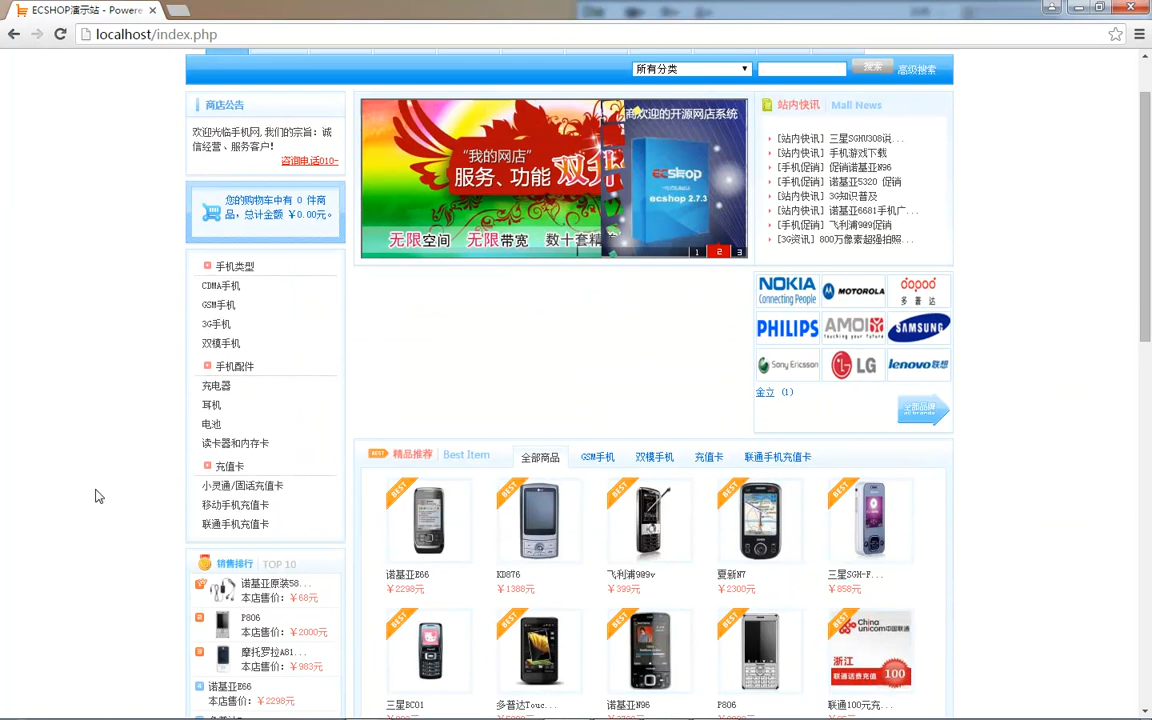 ECSHOP演示站 - Powere
localhost/index.php
所有分类
搜索
高级搜索
商店公告
欢迎光临手机网,我们的宗旨：诚
信经营、服务客户！
咨询电话010-
您的购物车中有 0 件商
品，总计金额 ￥0.00元。
手机类型
CDMA手机
GSM手机
3G手机
双模手机
手机配件
充电器
耳机
电池
读卡器和内存卡
充值卡
小灵通/固话充值卡
移动手机充值卡
联通手机充值卡
销售排行 TOP 10
诺基亚原装58...
本店售价：￥68元
P806
本店售价：￥2000元
摩托罗拉A81...
本店售价：￥983元
诺基亚E66
本店售价：￥2298元
“我的网店”
服务、功能 双升
无限空间 无限带宽 数十套精
商欢迎的开源网店系统
ecshop
ecshop 2.7.3
1 2 3
站内快讯 Mall News
[站内快讯] 三星SGHU308说...
[站内快讯] 手机游戏下载
[手机促销] 促销诺基亚N96
[手机促销] 诺基亚5320 促销
[站内快讯] 3G知识普及
[站内快讯] 诺基亚6681手机广...
[手机促销] 飞利浦9@9促销
[3G资讯] 800万像素超强拍照...
NOKIA
Connecting People
MOTOROLA
dopod
多普达
PHILIPS
AMOI
touching your future
SAMSUNG
Sony Ericsson
LG
lenovo联想
金立 (1)
全部品牌
BEST 精品推荐 Best Item
全部商品 GSM手机 双模手机 充值卡 联通手机充值卡
BEST BEST BEST BEST BEST
诺基亚E66 KD876 飞利浦9@9v 夏新N7 三星SGH-F...
￥2298元 ￥1388元 ￥399元 ￥2300元 ￥858元
BEST BEST BEST BEST BEST
China
unicom中国联通
浙江
联通话费充值 100
三星BC01 多普达Touc... 诺基亚N96 P806 联通100元充...